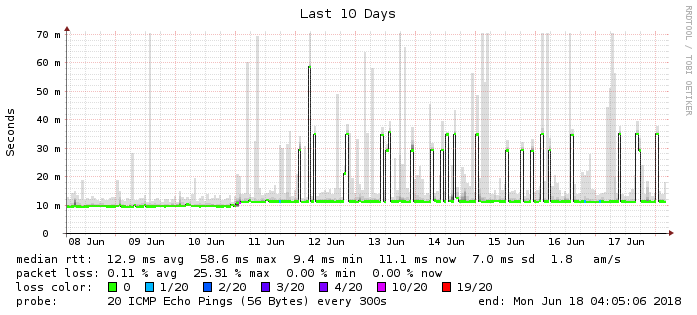 Last 10 Days
RRDTOOL / TOBI OETIKER
Seconds
70 m
60 m
50 m
40 m
30 m
20 m
10 m
0
08 Jun 09 Jun 10 Jun 11 Jun 12 Jun 13 Jun 14 Jun 15 Jun 16 Jun 17 Jun
median rtt: 12.9 ms avg 58.6 ms max 9.4 ms min 11.1 ms now 7.0 ms sd 1.8 am/s
packet loss: 0.11 % avg 25.31 % max 0.00 % min 0.00 % now
loss color: 0 1/20 2/20 3/20 4/20 10/20 19/20
probe: 20 ICMP Echo Pings (56 Bytes) every 300s end: Mon Jun 18 04:05:06 2018